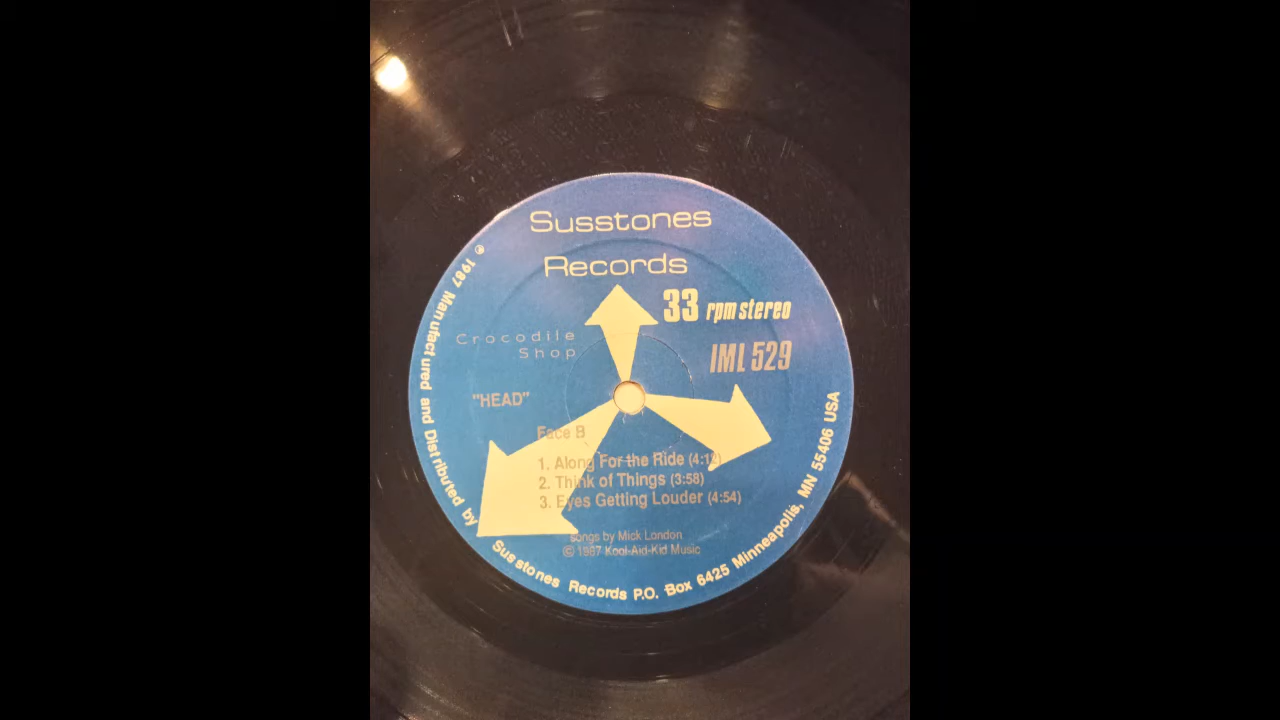 Susstones
Records
33 rpm stereo
IML 529
Crocodile
Shop
"HEAD"
Face B
1. Along For the Ride (4:12)
2. Think of Things (3:58)
3. Eyes Getting Louder (4:54)
songs by Mick London
© 1987 Kool-Aid-Kid Music
℗ 1987 Manufactured and Distributed by Susstones Records P.O. Box 6425 Minneapolis, MN 55406 USA